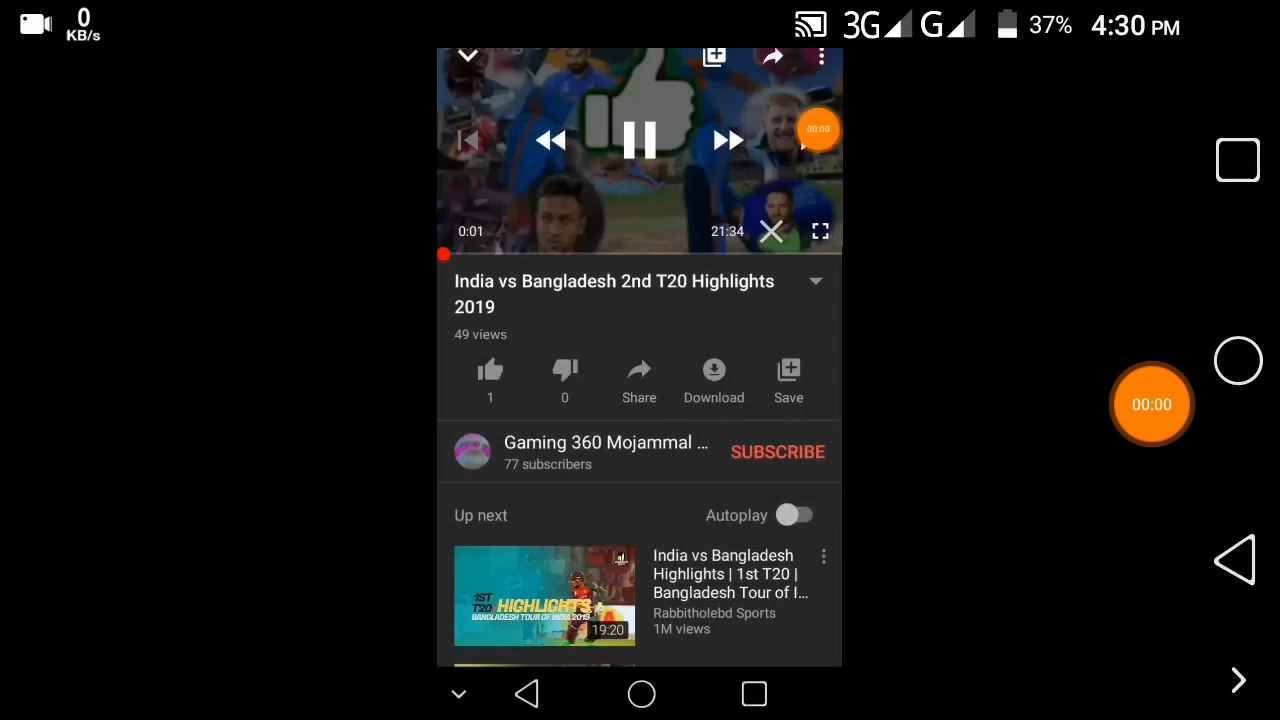 0
KB/s
3G G 37% 4:30 PM
00:00
0:01
21:34
India vs Bangladesh 2nd T20 Highlights
2019
49 views
1
0
Share
Download
Save
Gaming 360 Mojammal ...
77 subscribers
SUBSCRIBE
00:00
Up next
Autoplay
1ST
T20 HIGHLIGHTS
BANGLADESH TOUR OF INDIA 2019
19:20
India vs Bangladesh
Highlights | 1st T20 |
Bangladesh Tour of I...
Rabbitholebd Sports
1M views